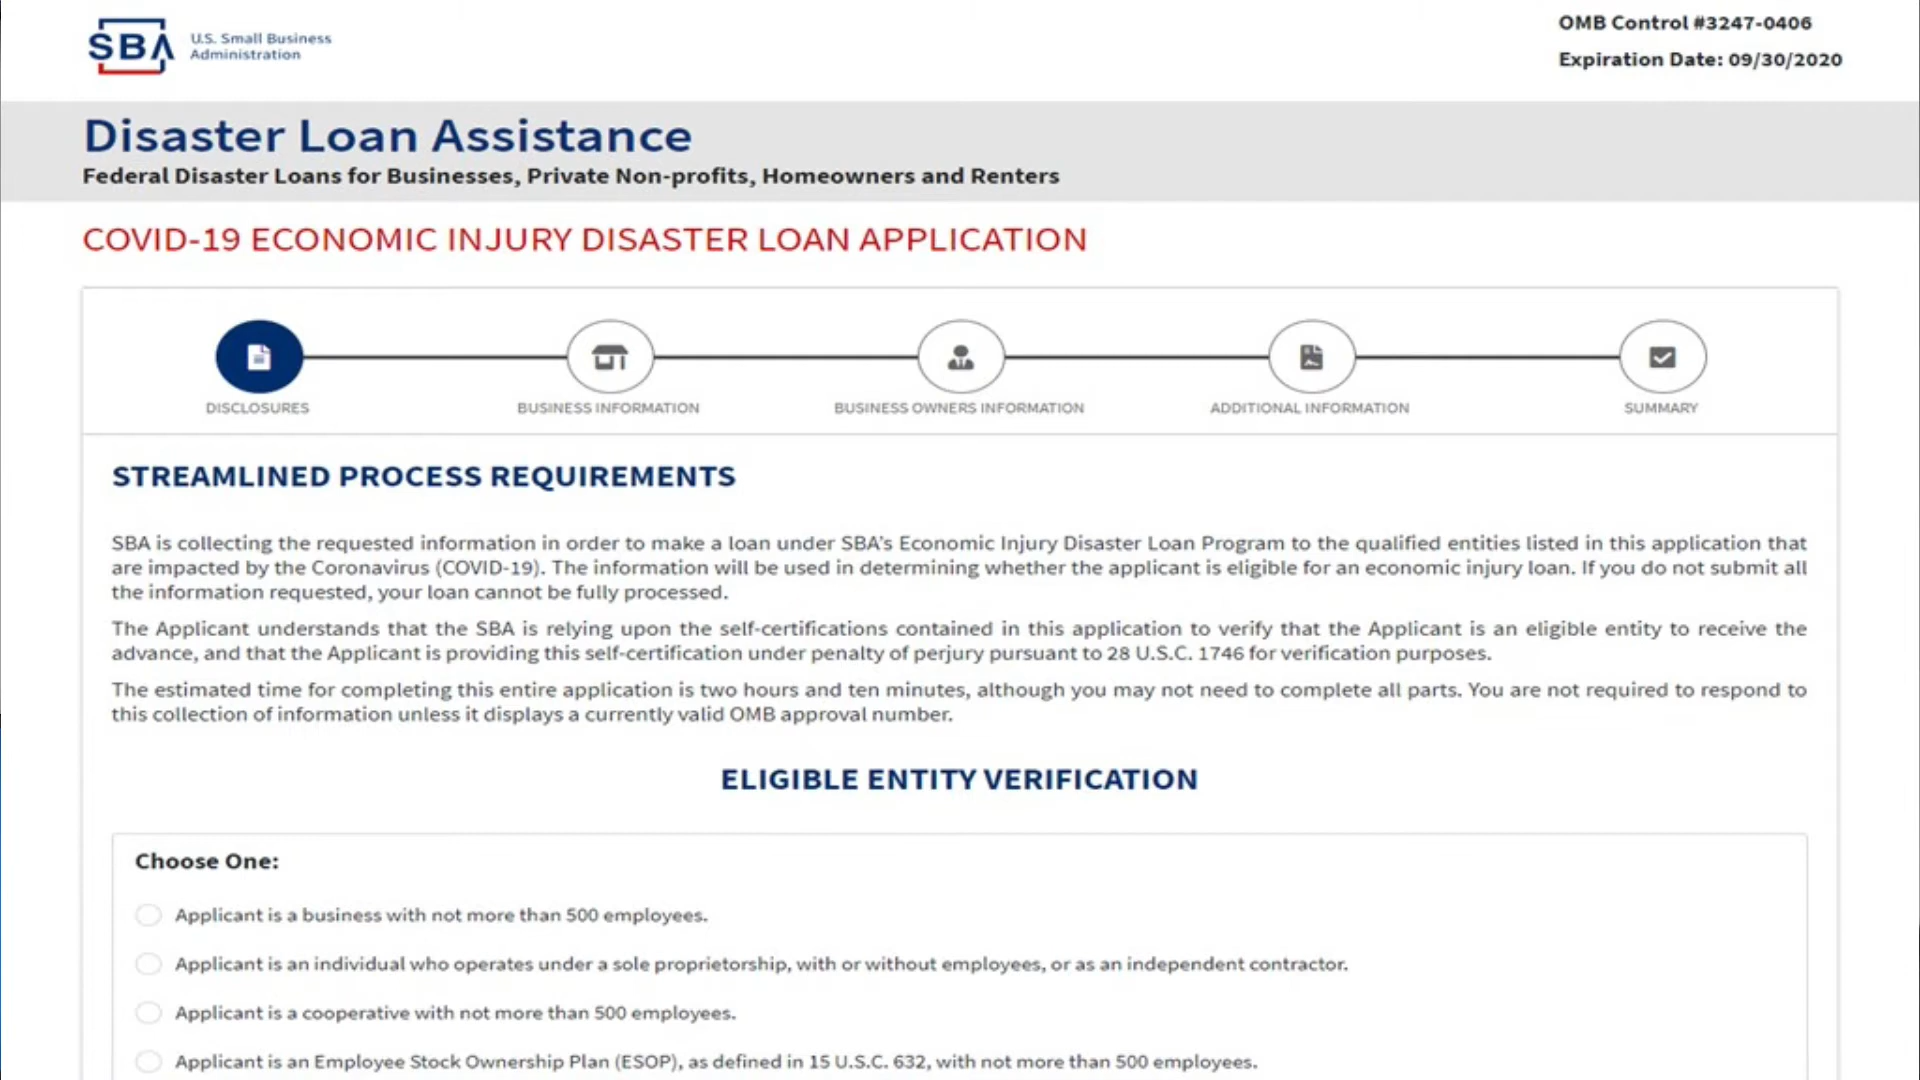 SBA
U.S. Small Business
Administration
OMB Control #3247-0406
Expiration Date: 09/30/2020
Disaster Loan Assistance
Federal Disaster Loans for Businesses, Private Non-profits, Homeowners and Renters
COVID-19 ECONOMIC INJURY DISASTER LOAN APPLICATION
DISCLOSURES
BUSINESS INFORMATION
BUSINESS OWNERS INFORMATION
ADDITIONAL INFORMATION
SUMMARY
STREAMLINED PROCESS REQUIREMENTS
SBA is collecting the requested information in order to make a loan under SBA's Economic Injury Disaster Loan Program to the qualified entities listed in this application that
are impacted by the Coronavirus (COVID-19). The information will be used in determining whether the applicant is eligible for an economic injury loan. If you do not submit all
the information requested, your loan cannot be fully processed.
The Applicant understands that the SBA is relying upon the self-certifications contained in this application to verify that the Applicant is an eligible entity to receive the
advance, and that the Applicant is providing this self-certification under penalty of perjury pursuant to 28 U.S.C. 1746 for verification purposes.
The estimated time for completing this entire application is two hours and ten minutes, although you may not need to complete all parts. You are not required to respond to
this collection of information unless it displays a currently valid OMB approval number.
ELIGIBLE ENTITY VERIFICATION
Choose One:
Applicant is a business with not more than 500 employees.
Applicant is an individual who operates under a sole proprietorship, with or without employees, or as an independent contractor.
Applicant is a cooperative with not more than 500 employees.
Applicant is an Employee Stock Ownership Plan (ESOP), as defined in 15 U.S.C. 632, with not more than 500 employees.